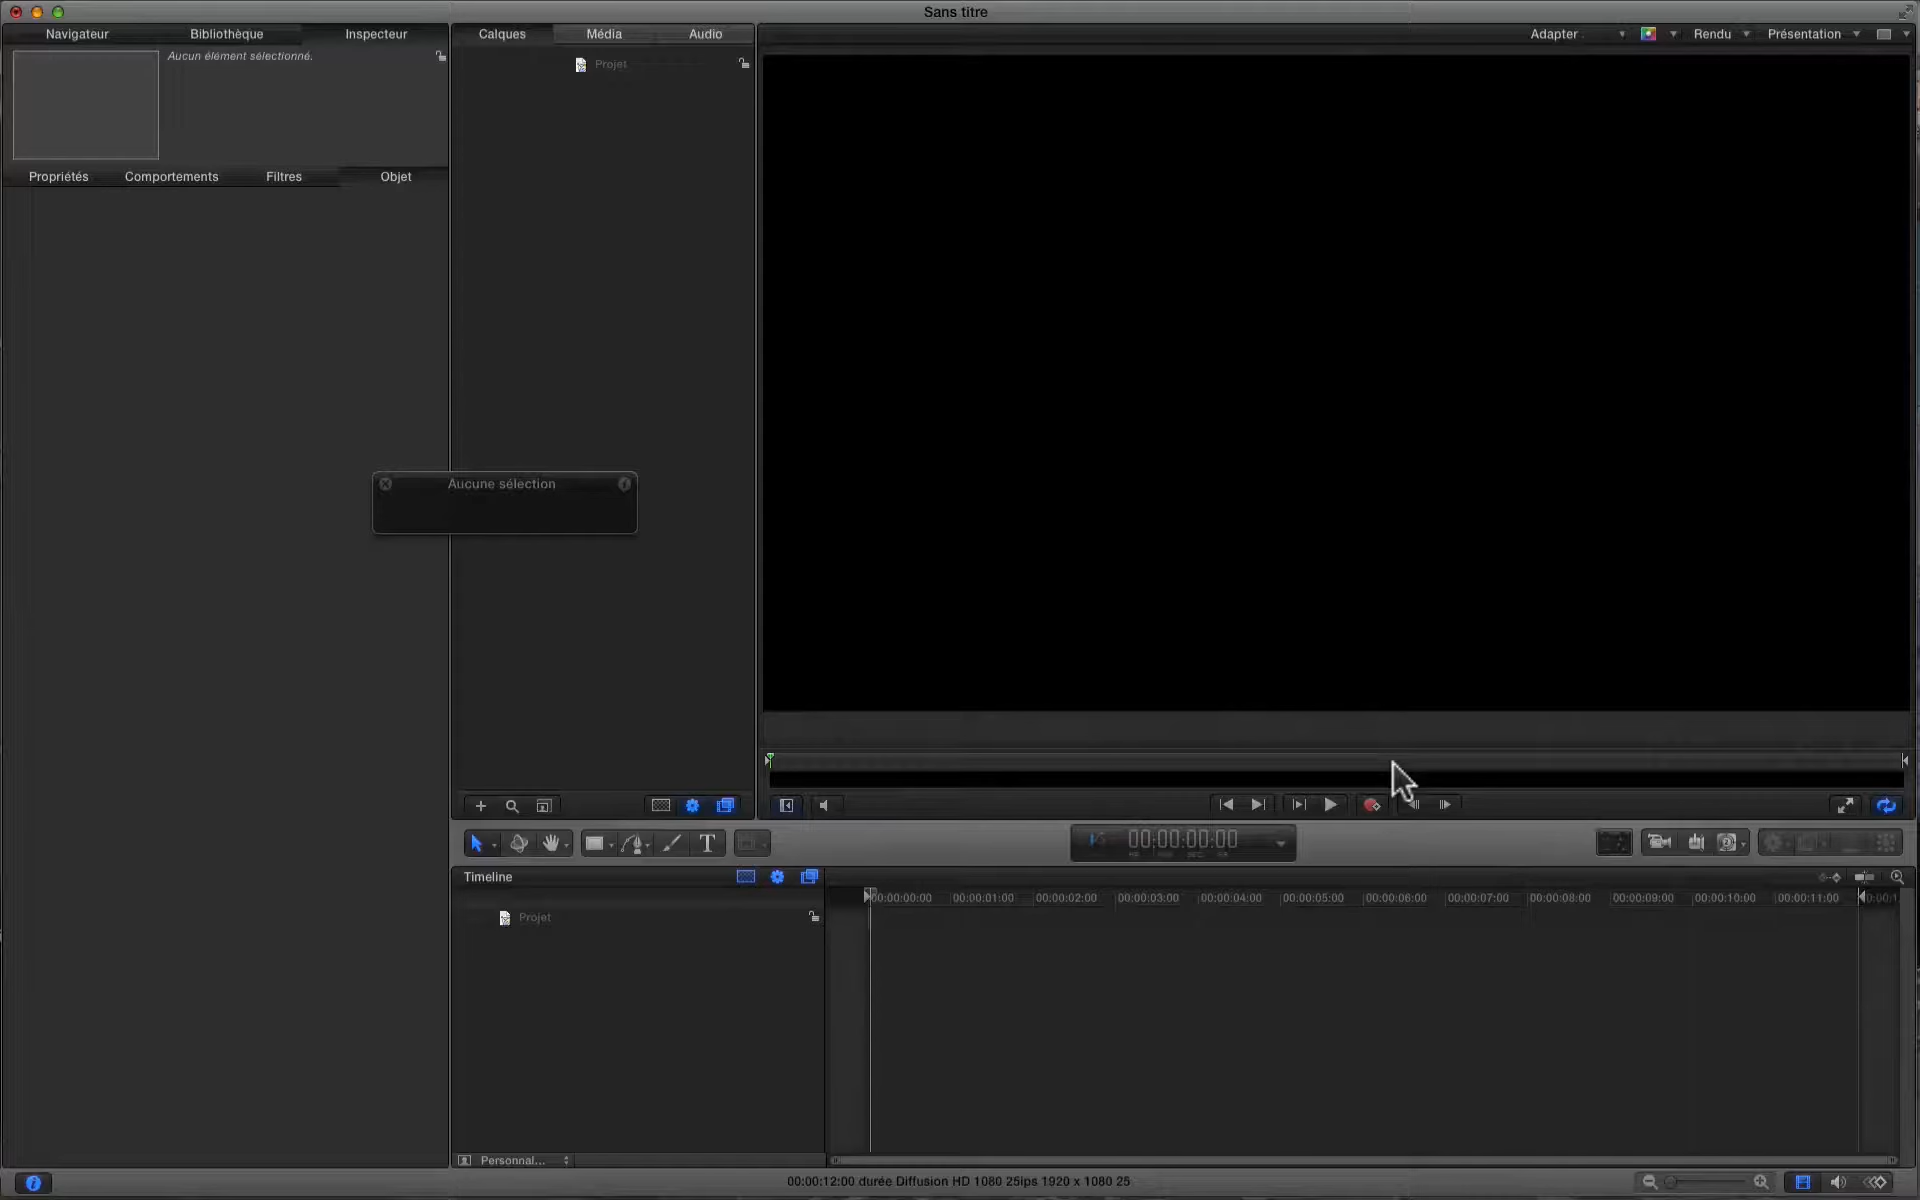 Sans titre
Navigateur
Bibliothèque
Inspecteur
Calques
Média
Audio
Adapter
Rendu
Présentation
Aucun élément sélectionné.
Projet
Propriétés
Comportements
Filtres
Objet
Aucune sélection
T
00:00:00:00
Timeline
00:00:00:00
00:00:01:00
00:00:02:00
00:00:03:00
00:00:04:00
00:00:05:00
00:00:06:00
00:00:07:00
00:00:08:00
00:00:09:00
00:00:10:00
00:00:11:00
Projet
Personnal...
00:00:12:00 durée Diffusion HD 1080 25ips 1920 x 1080 25